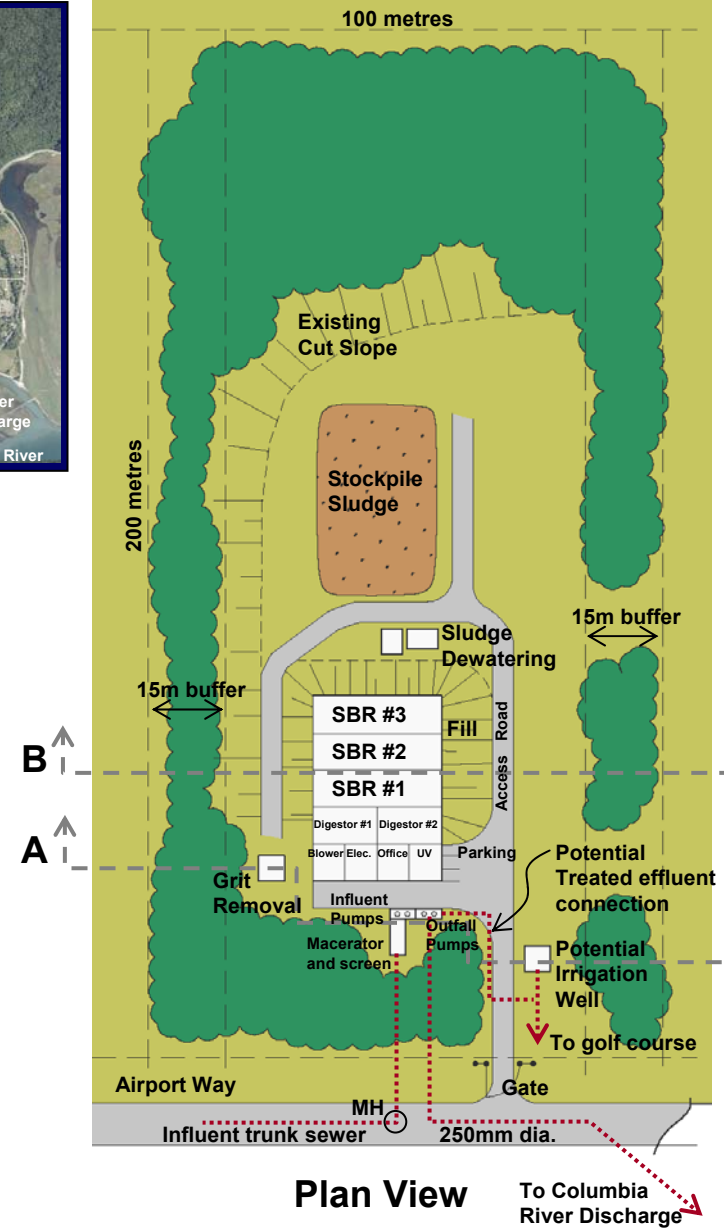 100 metres
er
arge
River
Existing
Cut Slope
200 metres
Stockpile
Sludge
15m buffer
Sludge
Dewatering
15m buffer
SBR #3
Fill
Access Road
SBR #2
B
SBR #1
Digestor #1
Digestor #2
A
Blower
Elec.
Office
UV
Parking
Potential
Treated effluent
connection
Grit
Removal
Influent
Pumps
Outfall
Pumps
Macerator
and screen
Potential
Irrigation
Well
To golf course
Airport Way
Gate
MH
Influent trunk sewer
250mm dia.
Plan View
To Columbia
River Discharge